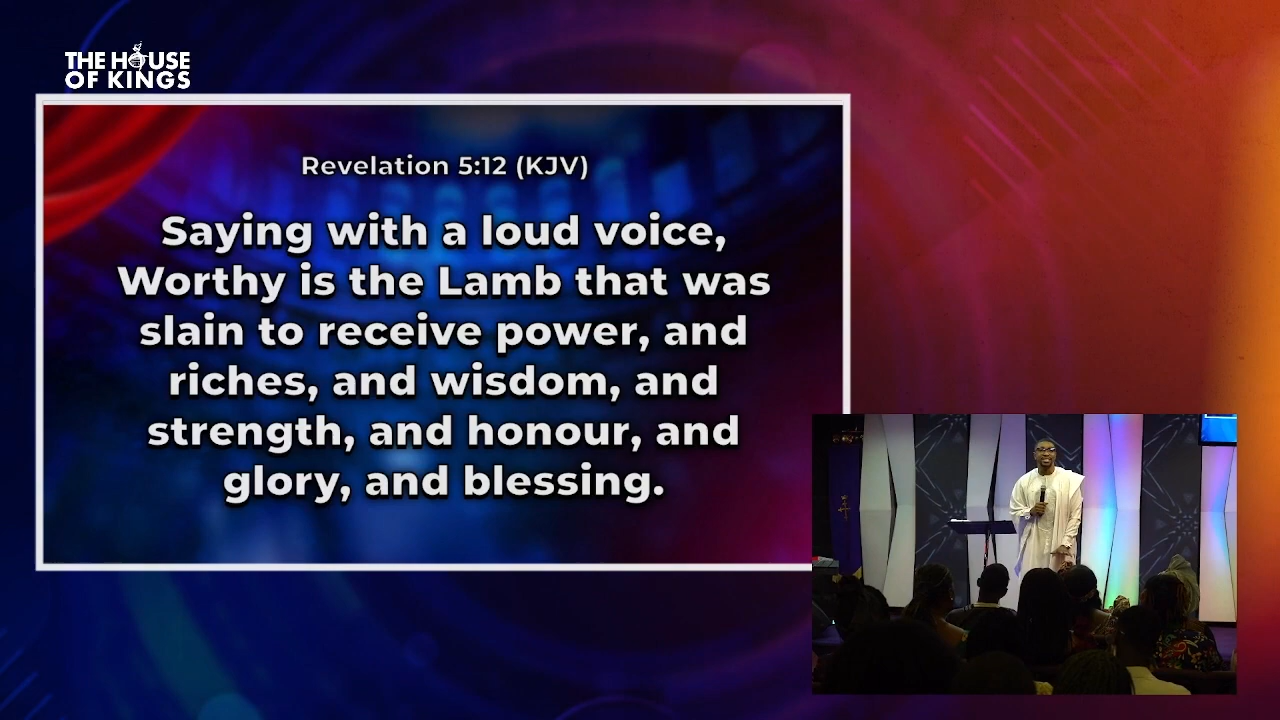 THE HOUSE
OF KINGS
Revelation 5:12 (KJV)
Saying with a loud voice,
Worthy is the Lamb that was
slain to receive power, and
riches, and wisdom, and
strength, and honour, and
glory, and blessing.